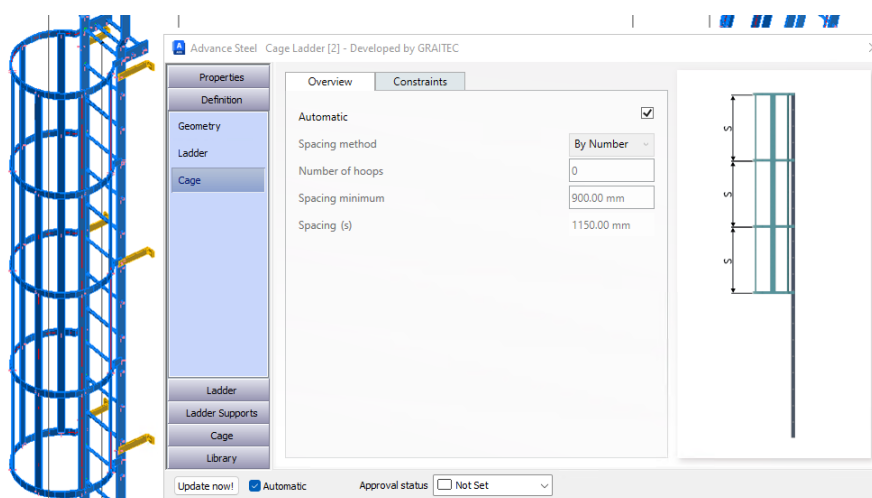 Advance Steel Cage Ladder [2] - Developed by GRAITEC
Properties
Definition
Geometry
Ladder
Cage
Ladder
Ladder Supports
Cage
Library
Overview Constraints
Automatic
Spacing method By Number
Number of hoops 0
Spacing minimum 900.00 mm
Spacing (s) 1150.00 mm
S
S
S
Update now! Automatic Approval status Not Set